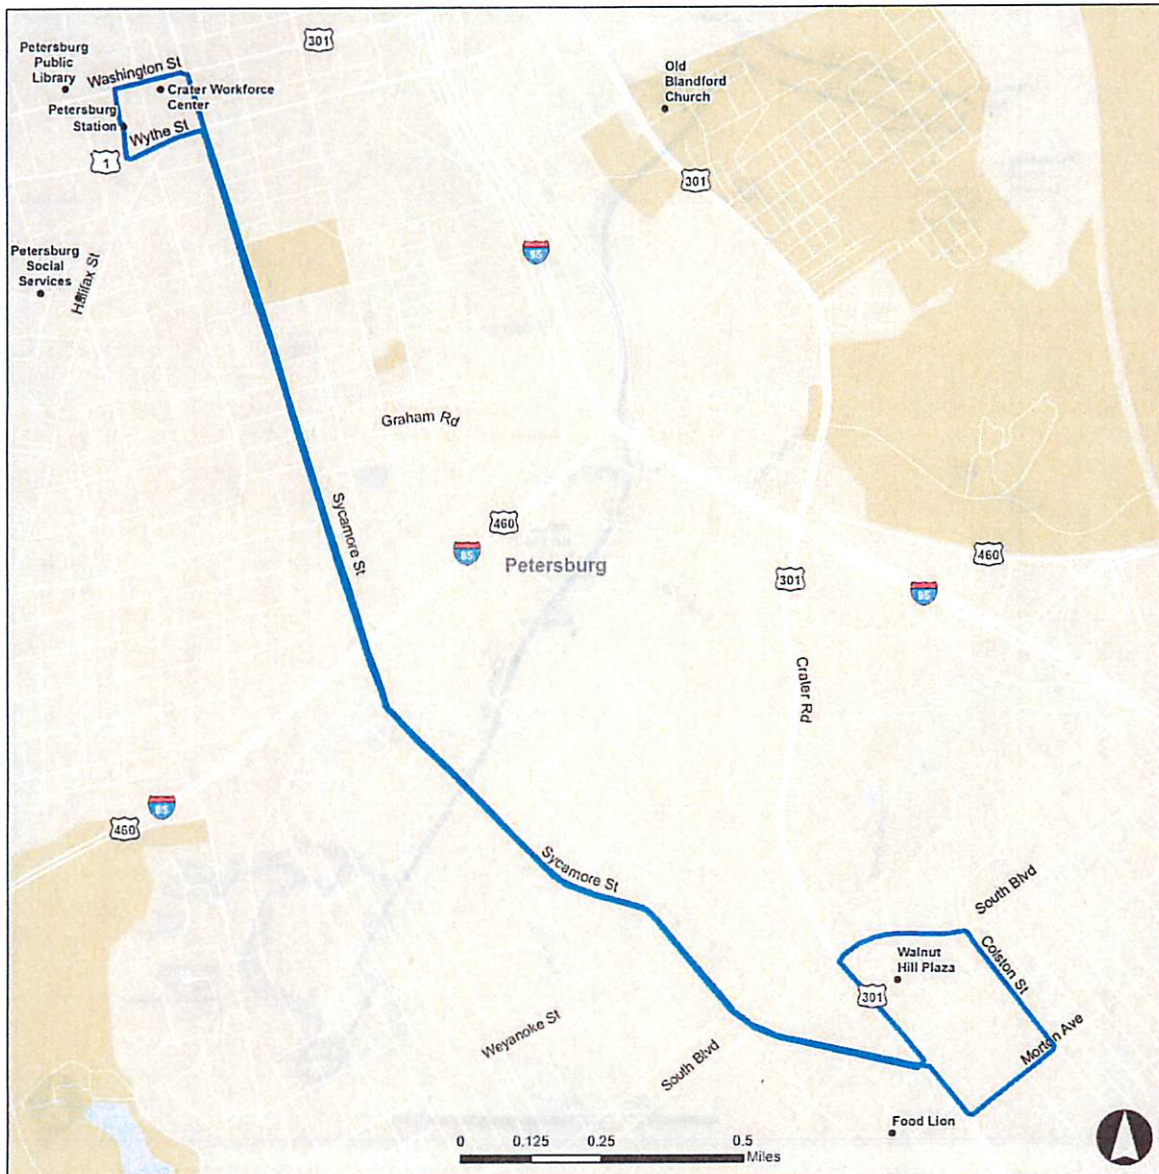 301
Petersburg
Public
Library
Washington St
Crater Workforce
Center
Petersburg
Station
Wythe St
1
Old
Blandford
Church
301
Petersburg
Social
Services
Halifax St
95
Graham Rd
Sycamore St
460
85
Petersburg
301
460
95
Crater Rd
85
460
Sycamore St
South Blvd
Walnut
Hill Plaza
Colston St
301
Weyanoke St
South Blvd
Morton Ave
Food Lion
0 0.125 0.25 0.5
Miles